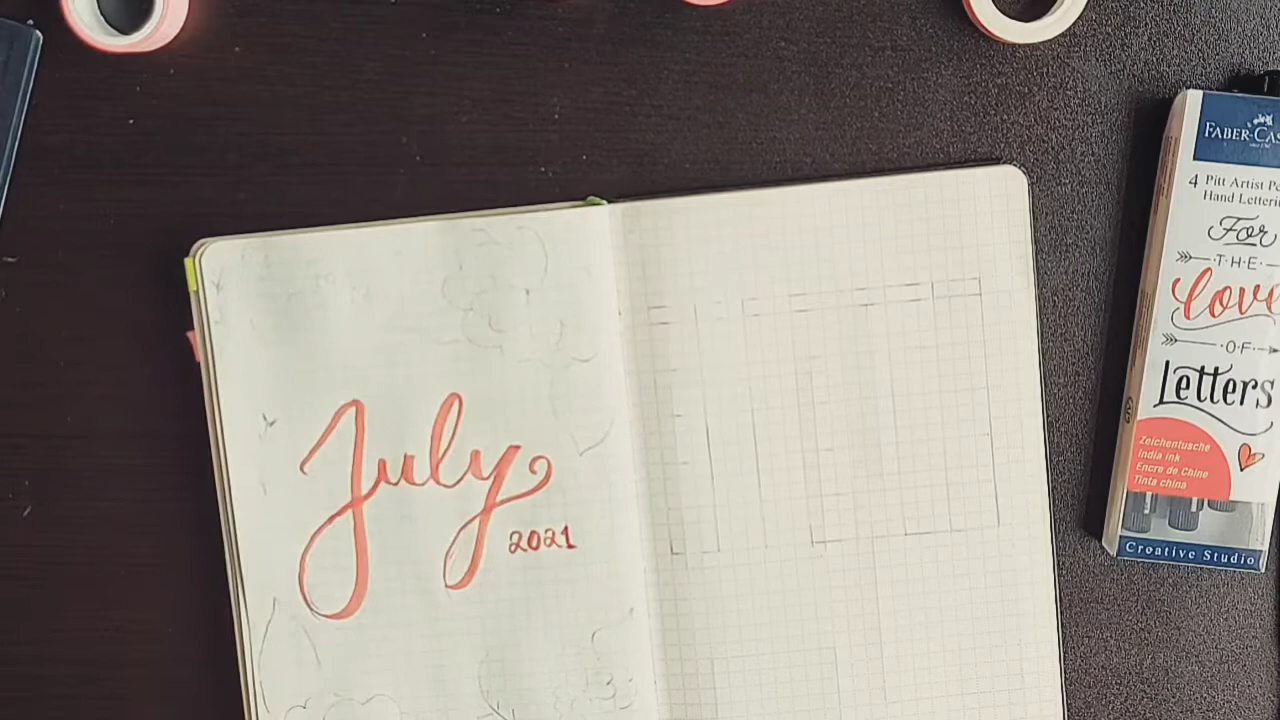 July
2021
FABER-CAS
4 Pitt Artist Pe
Hand Letterin
For
THE
Love
OF
Letters
Zeichentusche
India ink
Encre de Chine
Tinta china
Creative Studio